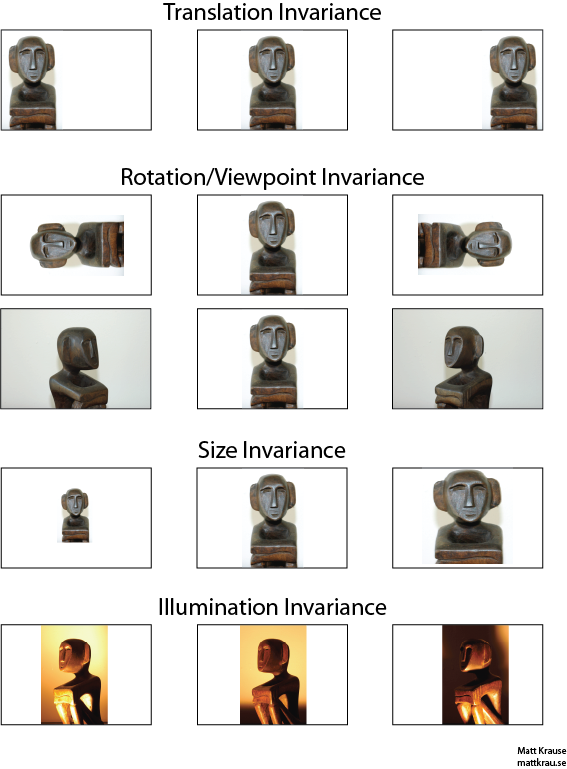 Translation Invariance
Rotation/Viewpoint Invariance
Size Invariance
Illumination Invariance
Matt Krause
mattkrau.se